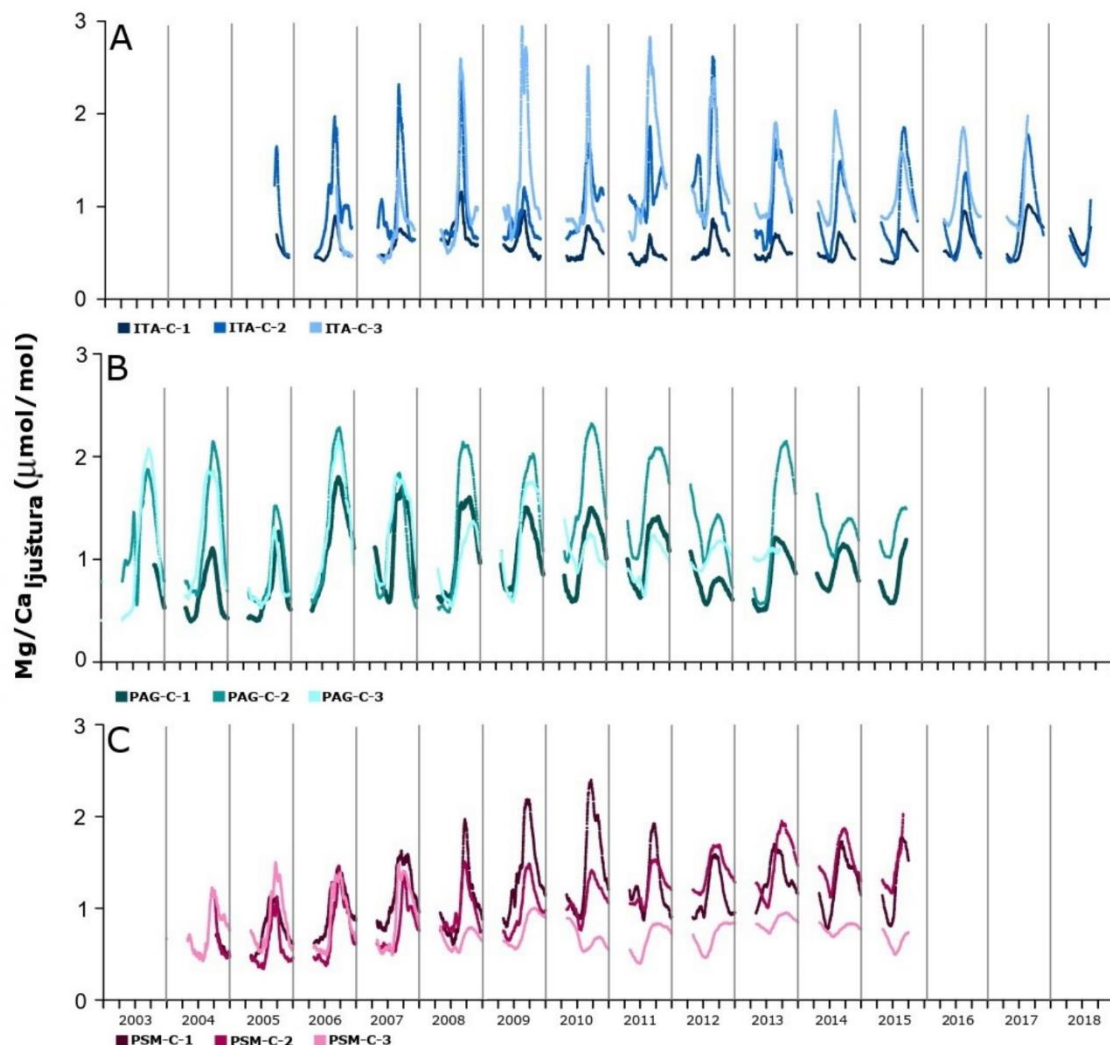 A
3
2
1
0
ITA-C-1 ITA-C-2 ITA-C-3
Mg/Ca ljuštura (µmol/mol)
B
3
2
1
0
PAG-C-1 PAG-C-2 PAG-C-3
C
3
2
1
0
2003 2004 2005 2006 2007 2008 2009 2010 2011 2012 2013 2014 2015 2016 2017 2018
PSM-C-1 PSM-C-2 PSM-C-3